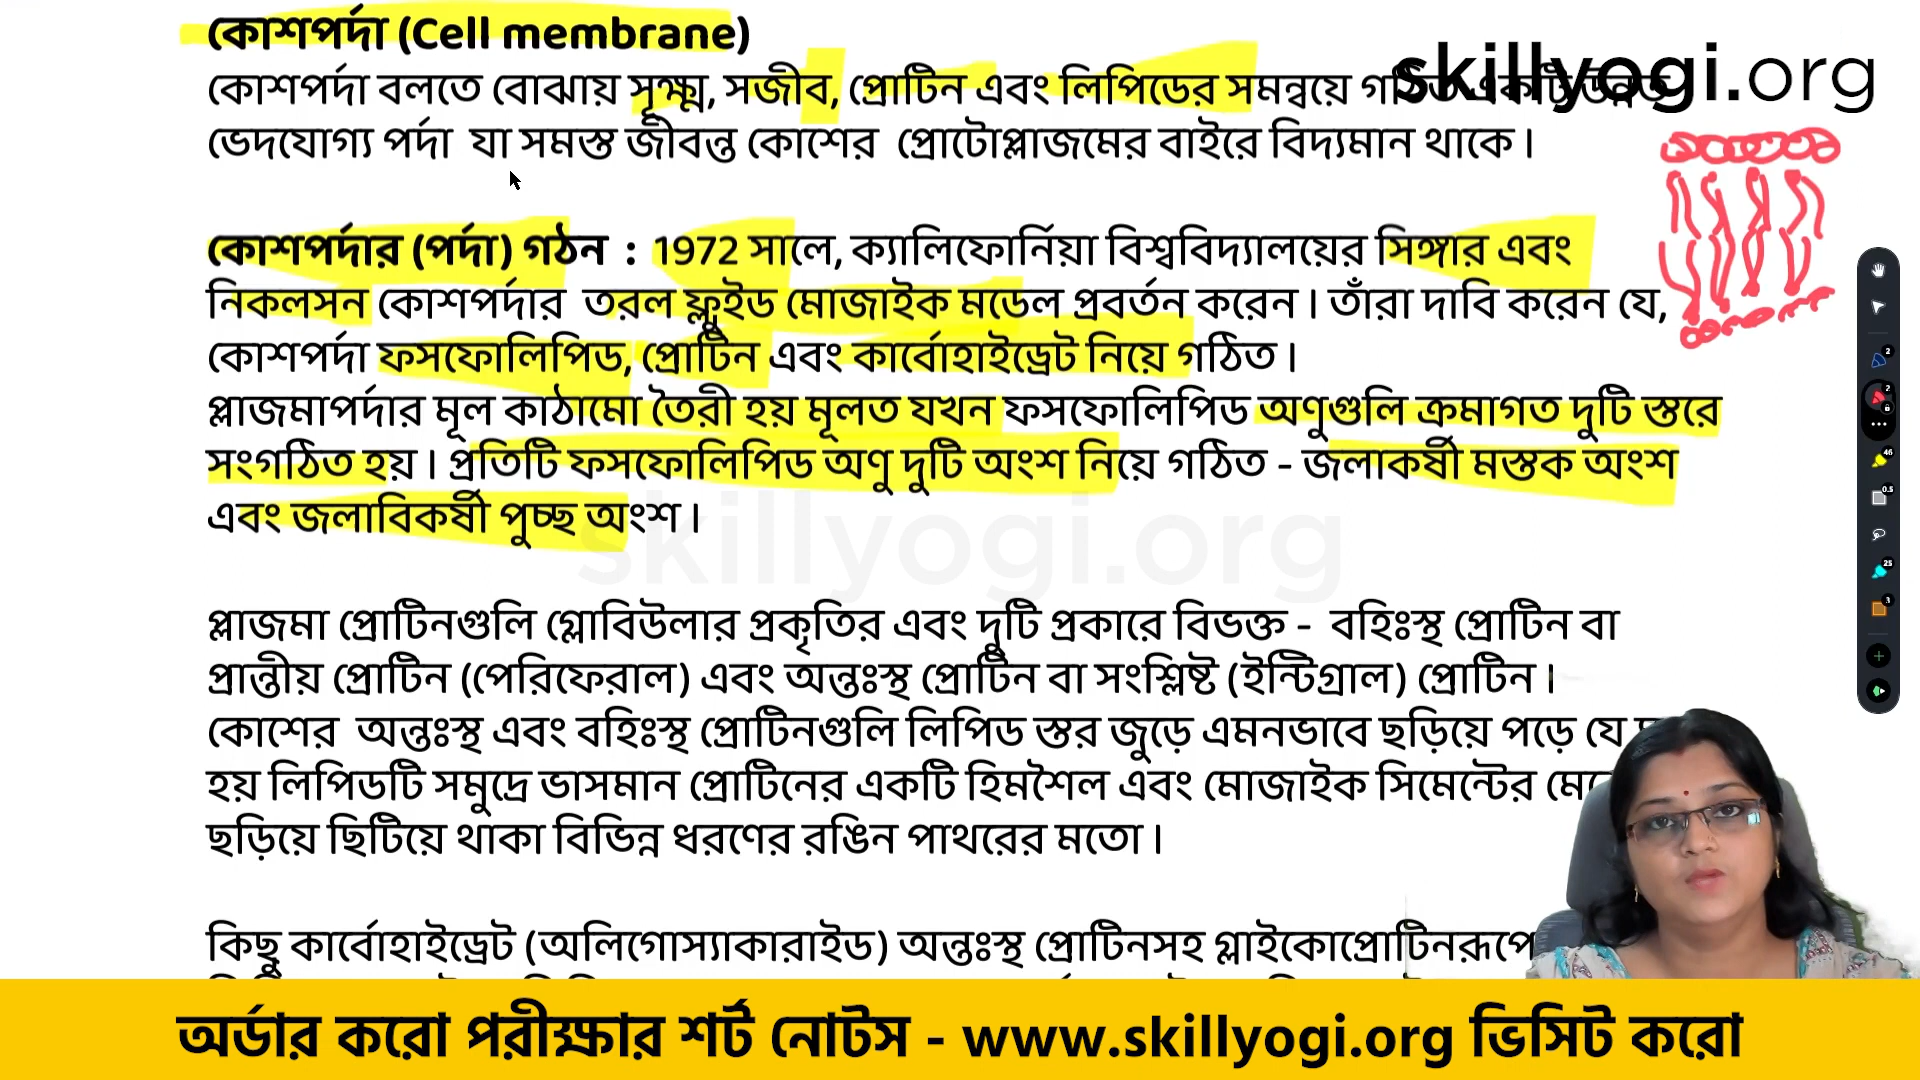 কোশপর্দা (Cell membrane)
skillyogi.org
কোশপর্দা বলতে বোঝায় সূক্ষ্ম, সজীব, প্রোটিন এবং লিপিডের সমন্বয়ে গঠিত একটি
ভেদযোগ্য পর্দা যা সমস্ত জীবন্ত কোশের প্রোটোপ্লাজমের বাইরে বিদ্যমান থাকে।
কোশপর্দার (পর্দা) গঠন : 1972 সালে, ক্যালিফোর্নিয়া বিশ্ববিদ্যালয়ের সিঙ্গার এবং
নিকলসন কোশপর্দার তরল ফ্লুইড মোজাইক মডেল প্রবর্তন করেন। তাঁরা দাবি করেন যে,
কোশপর্দা ফসফোলিপিড, প্রোটিন এবং কার্বোহাইড্রেট নিয়ে গঠিত।
প্লাজমাপর্দার মূল কাঠামো তৈরী হয় মূলত যখন ফসফোলিপিড অণুগুলি ক্রমাগত দুটি স্তরে
সংগঠিত হয়। প্রতিটি ফসফোলিপিড অণু দুটি অংশ নিয়ে গঠিত - জলাকর্ষী মস্তক অংশ
এবং জলাবিকর্ষী পুচ্ছ অংশ।
skillyogi.org
প্লাজমা প্রোটিনগুলি গ্লোবিউলার প্রকৃতির এবং দুটি প্রকারে বিভক্ত - বহিঃস্থ প্রোটিন বা
প্রান্তীয় প্রোটিন (পেরিফেরাল) এবং অন্তঃস্থ প্রোটিন বা সংশ্লিষ্ট (ইন্টিগ্রাল) প্রোটিন।
কোশের অন্তঃস্থ এবং বহিঃস্থ প্রোটিনগুলি লিপিড স্তর জুড়ে এমনভাবে ছড়িয়ে পড়ে যে
হয় লিপিডটি সমুদ্রে ভাসমান প্রোটিনের একটি হিমশৈল এবং মোজাইক সিমেন্টের
ছড়িয়ে ছিটিয়ে থাকা বিভিন্ন ধরণের রঙিন পাথরের মতো।
কিছু কার্বোহাইড্রেট (অলিগোস্যাকারাইড) অন্তঃস্থ প্রোটিনসহ গ্লাইকোপ্রোটিনরূপে
অর্ডার করো পরীক্ষার শর্ট নোটস - www.skillyogi.org ভিসিট করো